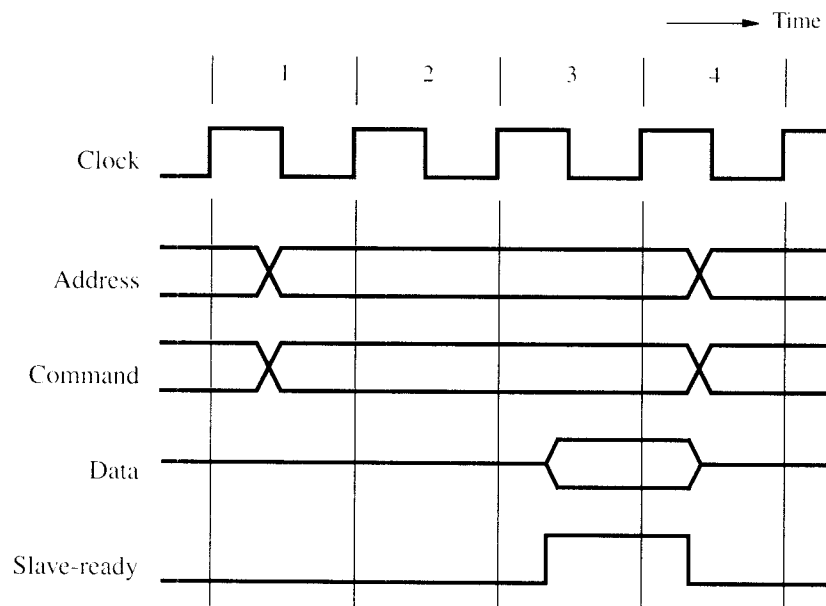 Time
1 2 3 4
Clock
Address
Command
Data
Slave-ready